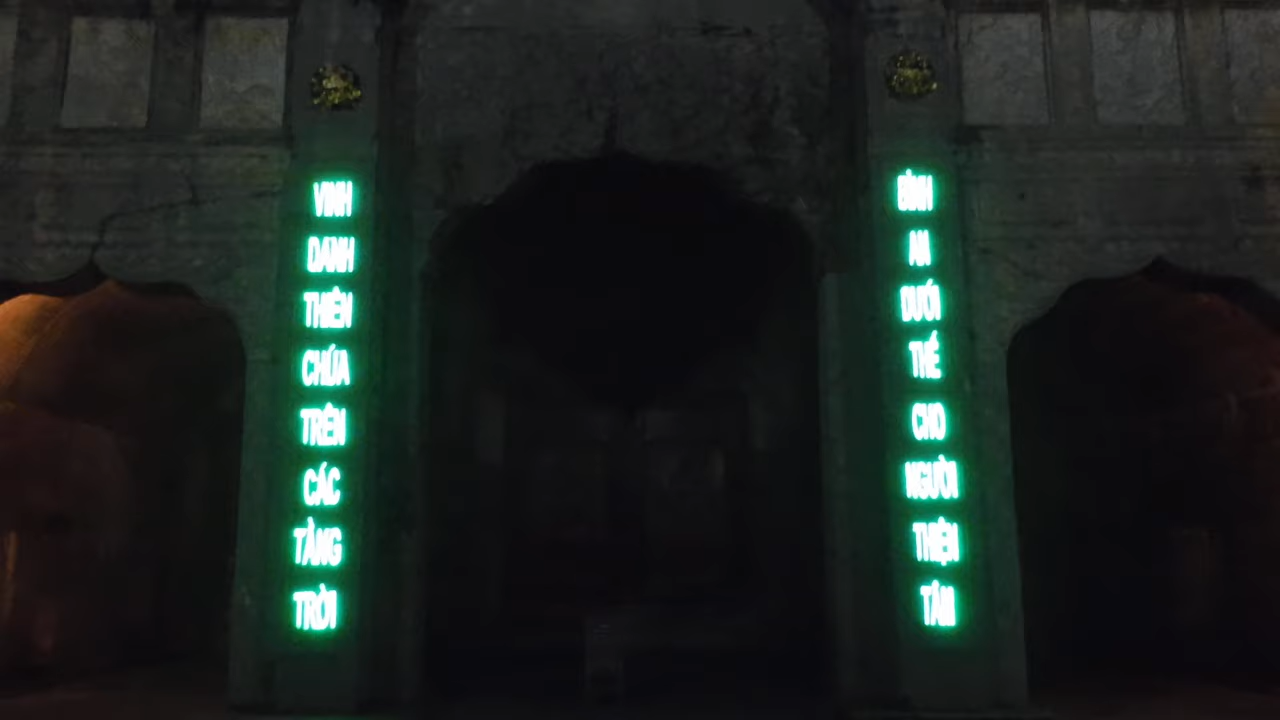 VINH
DANH
THIÊN
CHÚA
TRÊN
CÁC
TẦNG
TRỜI
BÌNH
AN
DƯỚI
THẾ
CHO
NGƯỜI
THIỆN
TÂM